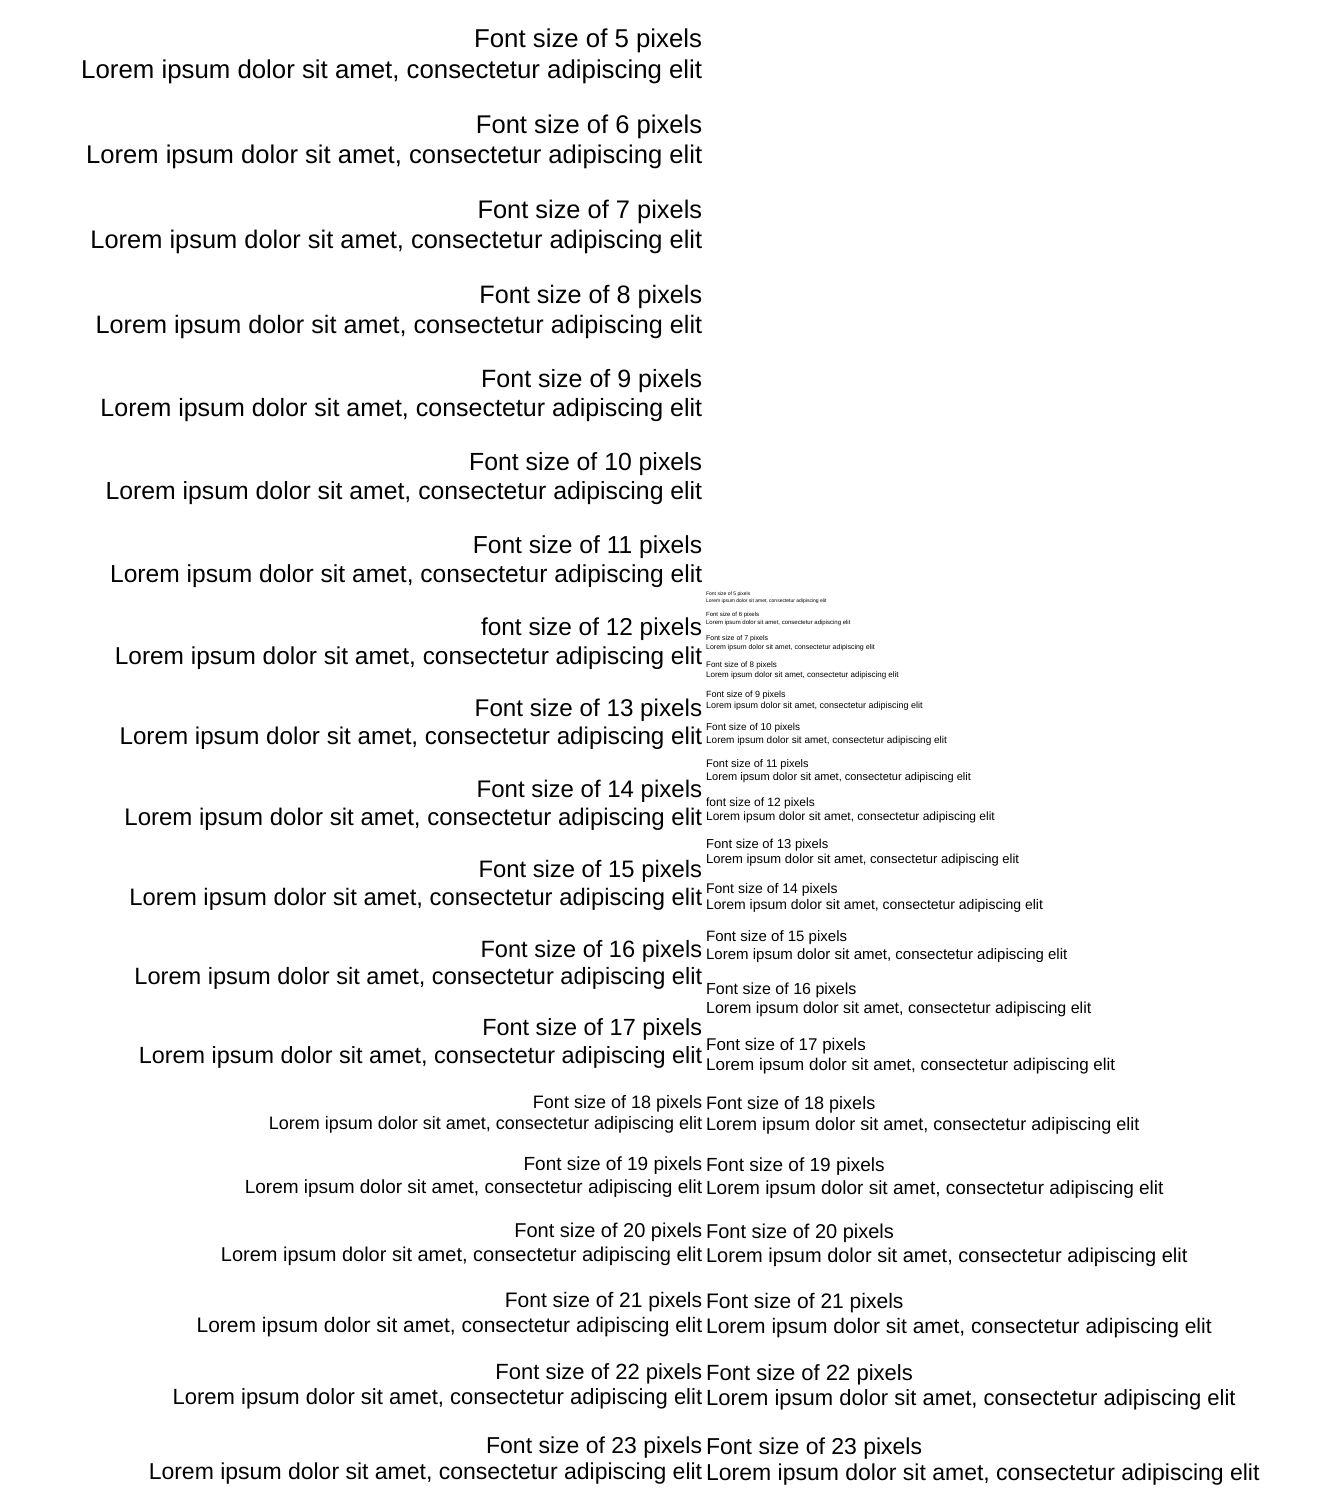 Font size of 5 pixels
Lorem ipsum dolor sit amet, consectetur adipiscing elit
Font size of 6 pixels
Lorem ipsum dolor sit amet, consectetur adipiscing elit
Font size of 7 pixels
Lorem ipsum dolor sit amet, consectetur adipiscing elit
Font size of 8 pixels
Lorem ipsum dolor sit amet, consectetur adipiscing elit
Font size of 9 pixels
Lorem ipsum dolor sit amet, consectetur adipiscing elit
Font size of 10 pixels
Lorem ipsum dolor sit amet, consectetur adipiscing elit
Font size of 11 pixels
Lorem ipsum dolor sit amet, consectetur adipiscing elit
font size of 12 pixels
Lorem ipsum dolor sit amet, consectetur adipiscing elit
Font size of 13 pixels
Lorem ipsum dolor sit amet, consectetur adipiscing elit
Font size of 14 pixels
Lorem ipsum dolor sit amet, consectetur adipiscing elit
Font size of 15 pixels
Lorem ipsum dolor sit amet, consectetur adipiscing elit
Font size of 16 pixels
Lorem ipsum dolor sit amet, consectetur adipiscing elit
Font size of 17 pixels
Lorem ipsum dolor sit amet, consectetur adipiscing elit
Font size of 18 pixels
Lorem ipsum dolor sit amet, consectetur adipiscing elit
Font size of 19 pixels
Lorem ipsum dolor sit amet, consectetur adipiscing elit
Font size of 20 pixels
Lorem ipsum dolor sit amet, consectetur adipiscing elit
Font size of 21 pixels
Lorem ipsum dolor sit amet, consectetur adipiscing elit
Font size of 22 pixels
Lorem ipsum dolor sit amet, consectetur adipiscing elit
Font size of 23 pixels
Lorem ipsum dolor sit amet, consectetur adipiscing elit
Font size of 5 pixels
Lorem ipsum dolor sit amet, consectetur adipiscing elit
Font size of 6 pixels
Lorem ipsum dolor sit amet, consectetur adipiscing elit
Font size of 7 pixels
Lorem ipsum dolor sit amet, consectetur adipiscing elit
Font size of 8 pixels
Lorem ipsum dolor sit amet, consectetur adipiscing elit
Font size of 9 pixels
Lorem ipsum dolor sit amet, consectetur adipiscing elit
Font size of 10 pixels
Lorem ipsum dolor sit amet, consectetur adipiscing elit
Font size of 11 pixels
Lorem ipsum dolor sit amet, consectetur adipiscing elit
font size of 12 pixels
Lorem ipsum dolor sit amet, consectetur adipiscing elit
Font size of 13 pixels
Lorem ipsum dolor sit amet, consectetur adipiscing elit
Font size of 14 pixels
Lorem ipsum dolor sit amet, consectetur adipiscing elit
Font size of 15 pixels
Lorem ipsum dolor sit amet, consectetur adipiscing elit
Font size of 16 pixels
Lorem ipsum dolor sit amet, consectetur adipiscing elit
Font size of 17 pixels
Lorem ipsum dolor sit amet, consectetur adipiscing elit
Font size of 18 pixels
Lorem ipsum dolor sit amet, consectetur adipiscing elit
Font size of 19 pixels
Lorem ipsum dolor sit amet, consectetur adipiscing elit
Font size of 20 pixels
Lorem ipsum dolor sit amet, consectetur adipiscing elit
Font size of 21 pixels
Lorem ipsum dolor sit amet, consectetur adipiscing elit
Font size of 22 pixels
Lorem ipsum dolor sit amet, consectetur adipiscing elit
Font size of 23 pixels
Lorem ipsum dolor sit amet, consectetur adipiscing elit